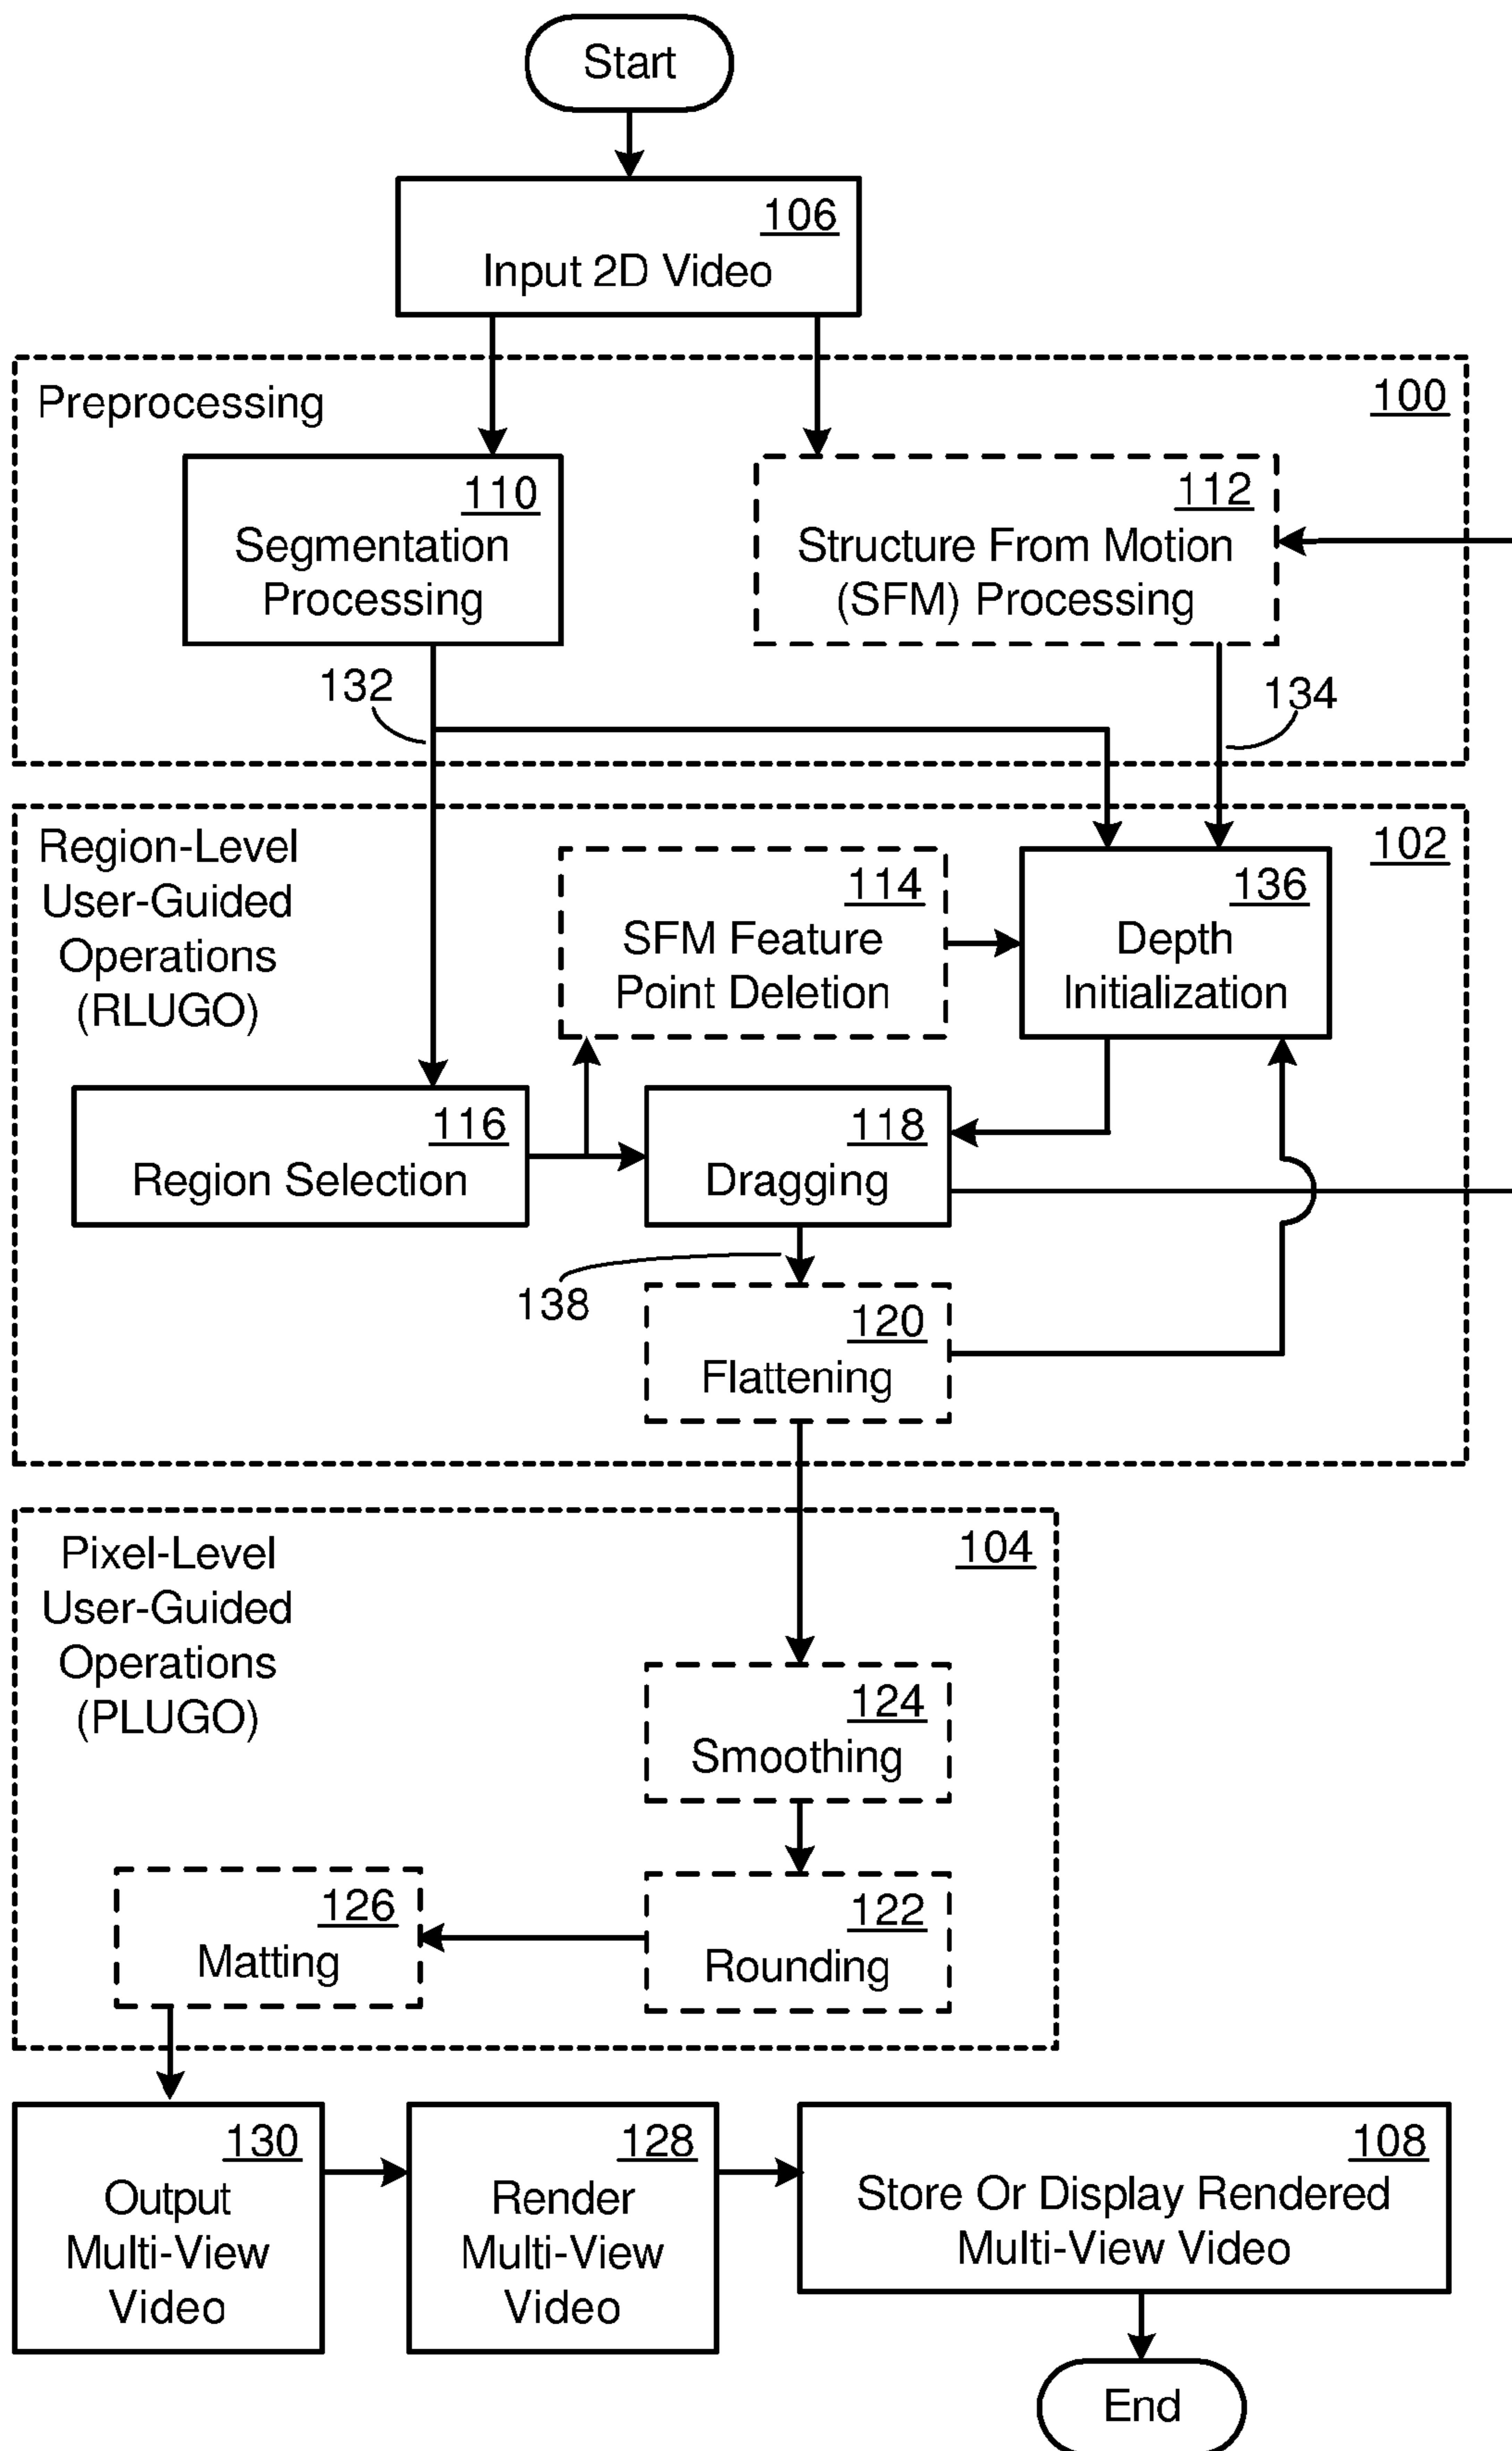 Start
106
Input 2D Video
Preprocessing
100
110
Segmentation
Processing
112
Structure From Motion
(SFM) Processing
132
134
Region-Level
User-Guided
Operations
(RLUGO)
102
114
SFM Feature
Point Deletion
136
Depth
Initialization
116
Region Selection
118
Dragging
138
120
Flattening
Pixel-Level
User-Guided
Operations
(PLUGO)
104
124
Smoothing
126
Matting
122
Rounding
130
Output
Multi-View
Video
128
Render
Multi-View
Video
108
Store Or Display Rendered
Multi-View Video
End